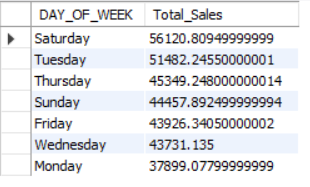 DAY_OF_WEEK Total_Sales
Saturday 56120.80949999999
Tuesday 51482.24550000001
Thursday 45349.248000000014
Sunday 44457.892499999994
Friday 43926.34050000002
Wednesday 43731.135
Monday 37899.07799999999